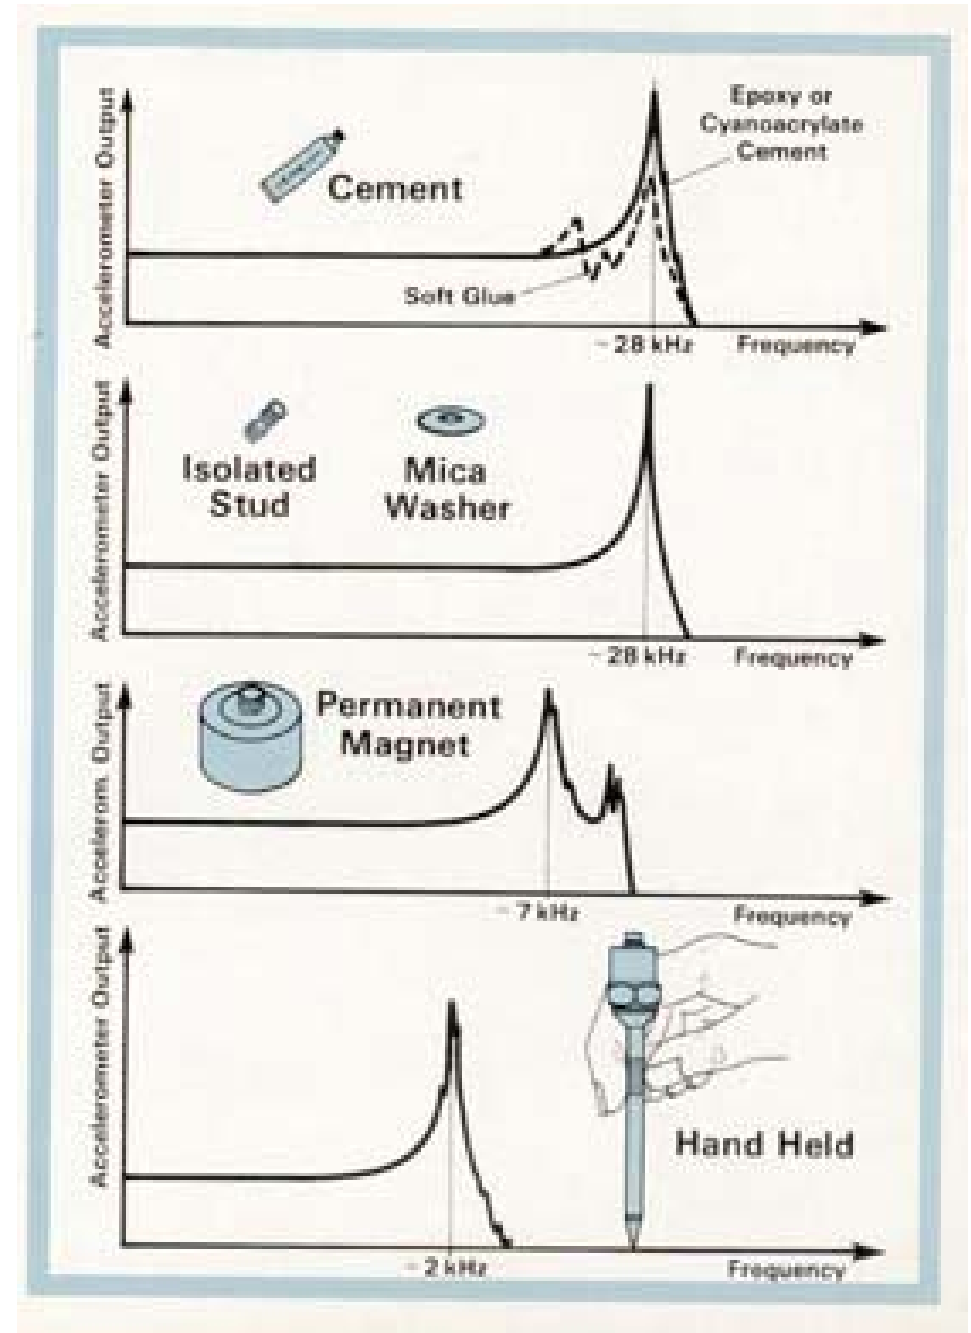 Accelerometer Output
Cement
Epoxy or
Cyanoacrylate
Cement
Soft Glue
~28 kHz
Frequency
Accelerometer Output
Isolated
Stud
Mica
Washer
~28 kHz
Frequency
Accelerom. Output
Permanent
Magnet
~7 kHz
Frequency
Accelerometer Output
Hand Held
~2 kHz
Frequency